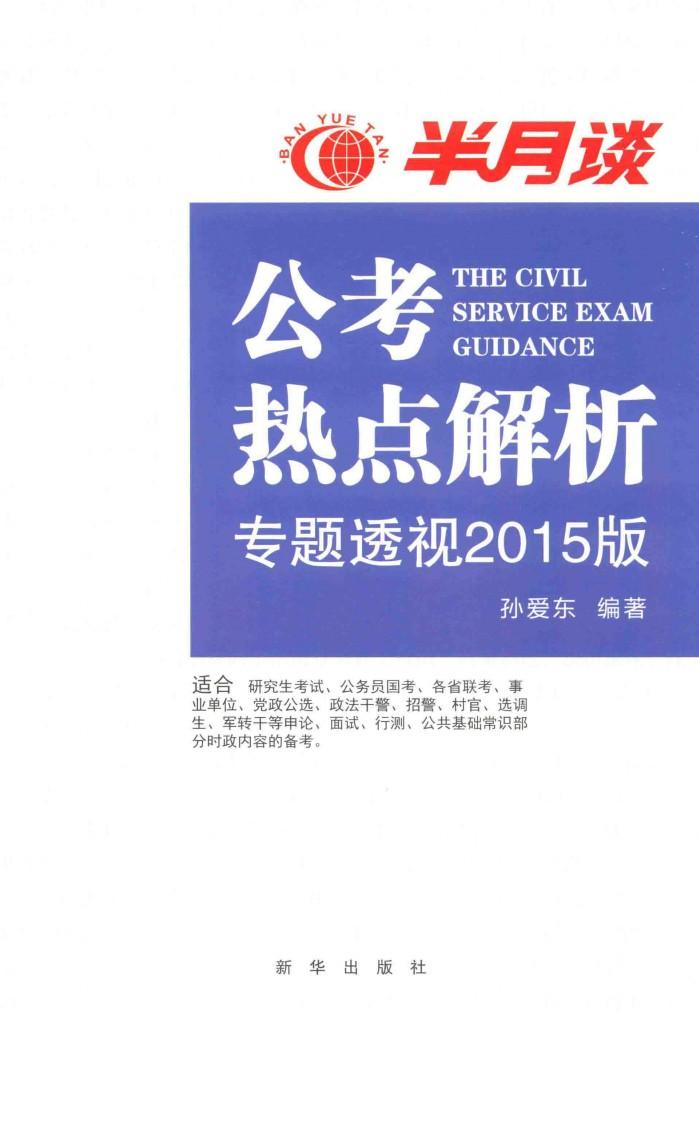 ·BAN YUE TAN·
半月谈
公考
THE CIVIL
SERVICE EXAM
GUIDANCE
热点解析
专题透视2015版
孙爱东 编著
适合 研究生考试、公务员国考、各省联考、事
业单位、党政公选、政法干警、招警、村官、选调
生、军转干等申论、面试、行测、公共基础常识部
分时政内容的备考。
新华出版社